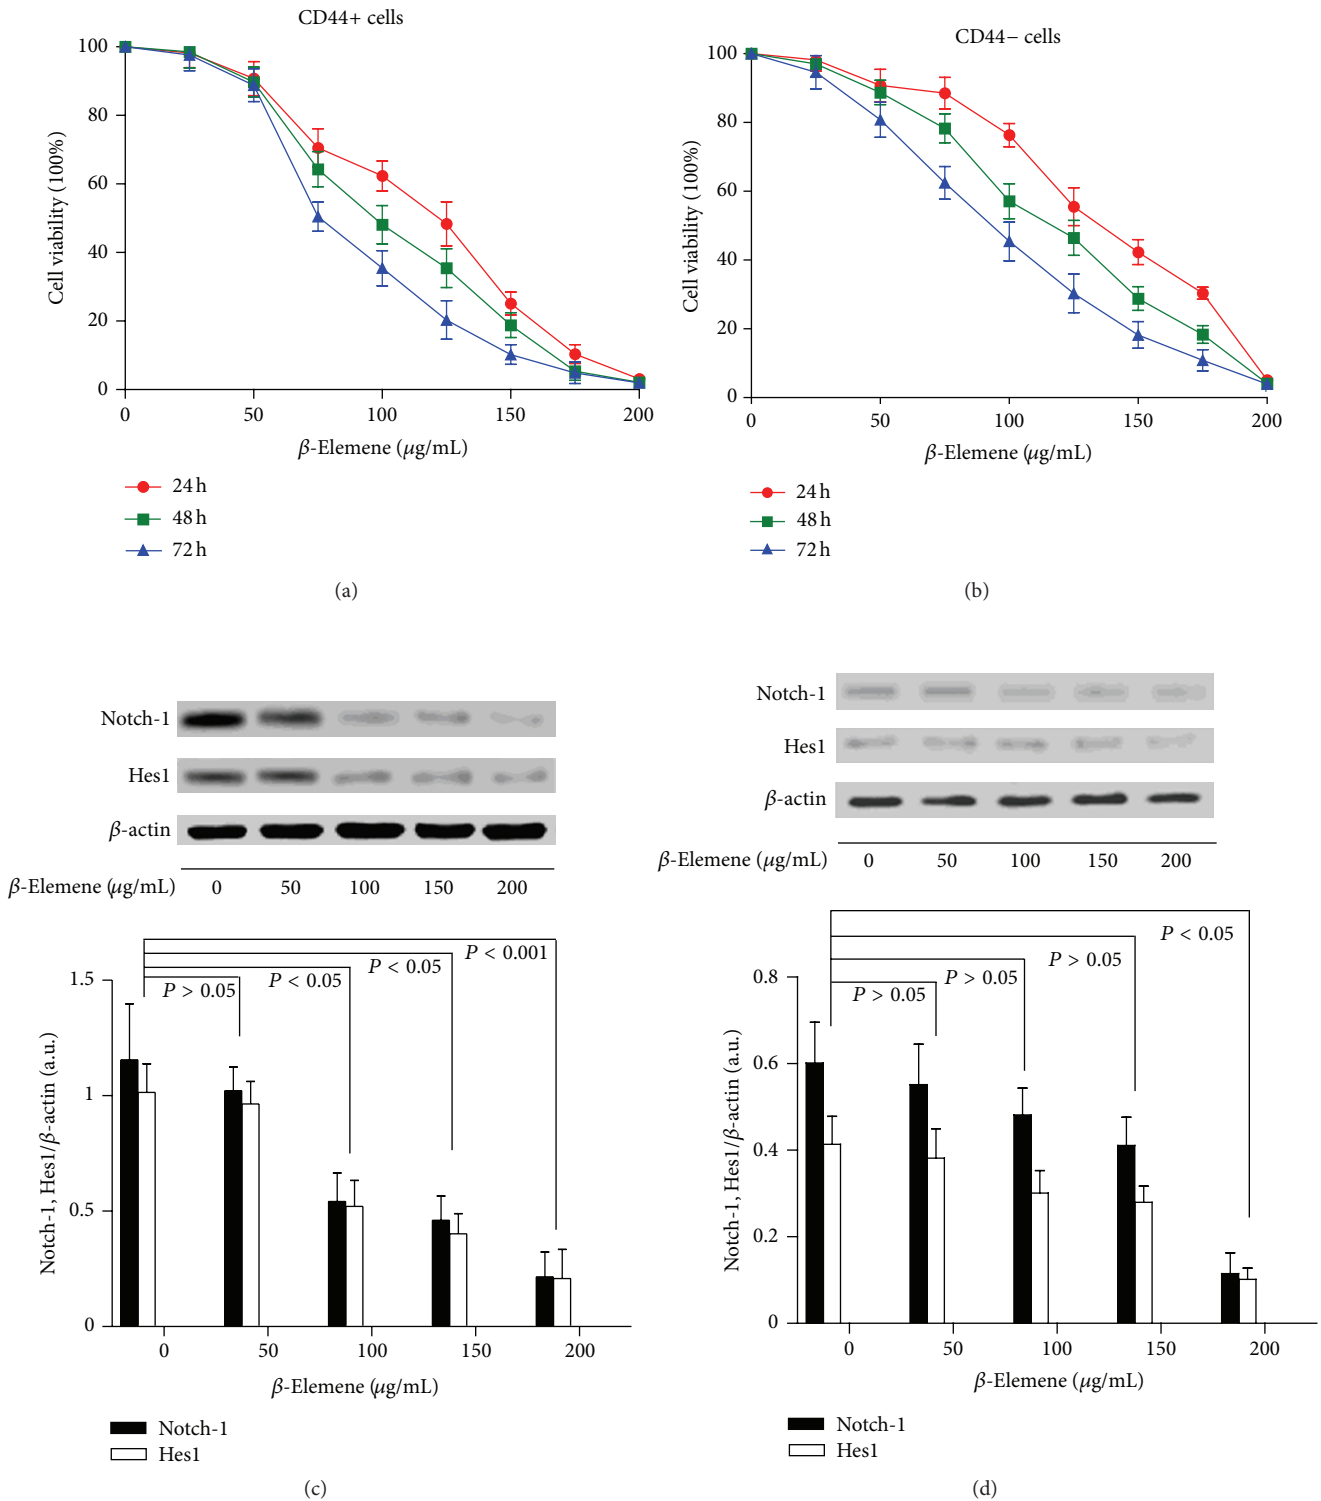 CD44+ cells
100
80
60
40
20
0
Cell viability (100%)
0 50 100 150 200
β-Elemene (μg/mL)
24 h
48 h
72 h
(a)
CD44− cells
100
80
60
40
20
0
Cell viability (100%)
0 50 100 150 200
β-Elemene (μg/mL)
24 h
48 h
72 h
(b)
Notch-1
Hes1
β-actin
β-Elemene (μg/mL) 0 50 100 150 200
P < 0.001
P < 0.05
P < 0.05
P > 0.05
1.5
1
0.5
0
Notch-1, Hes1/β-actin (a.u.)
0 50 100 150 200
β-Elemene (μg/mL)
Notch-1
Hes1
(c)
Notch-1
Hes1
β-actin
β-Elemene (μg/mL) 0 50 100 150 200
P < 0.05
P > 0.05
P > 0.05
P > 0.05
0.8
0.6
0.4
0.2
0
Notch-1, Hes1/β-actin (a.u.)
0 50 100 150 200
β-Elemene (μg/mL)
Notch-1
Hes1
(d)